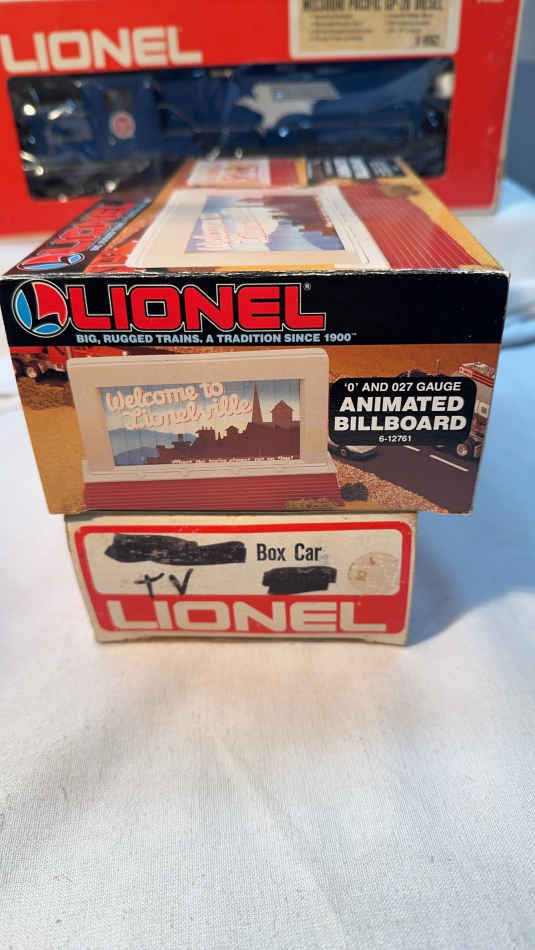 MISSOURI PACIFIC GP-20 DIESEL
LIONEL
LIONEL
LIONEL®
BIG, RUGGED TRAINS. A TRADITION SINCE 1900™
Welcome to
Lionelville
'0' AND 027 GAUGE
ANIMATED
BILLBOARD
6-12761
Box Car
TV
LIONEL